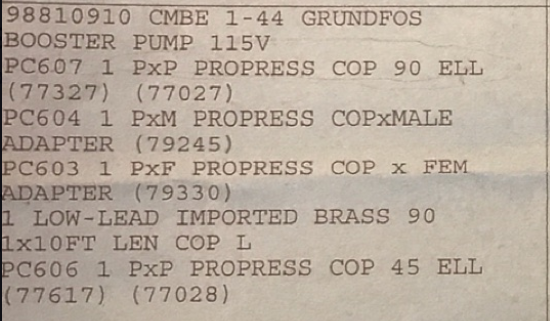 98810910 CMBE 1-44 GRUNDFOS
BOOSTER PUMP 115V
PC607 1 PxP PROPRESS COP 90 ELL
(77327) (77027)
PC604 1 PxM PROPRESS COPxMALE
ADAPTER (79245)
PC603 1 PxF PROPRESS COP x FEM
ADAPTER (79330)
1 LOW-LEAD IMPORTED BRASS 90
1x10FT LEN COP L
PC606 1 PxP PROPRESS COP 45 ELL
(77617) (77028)